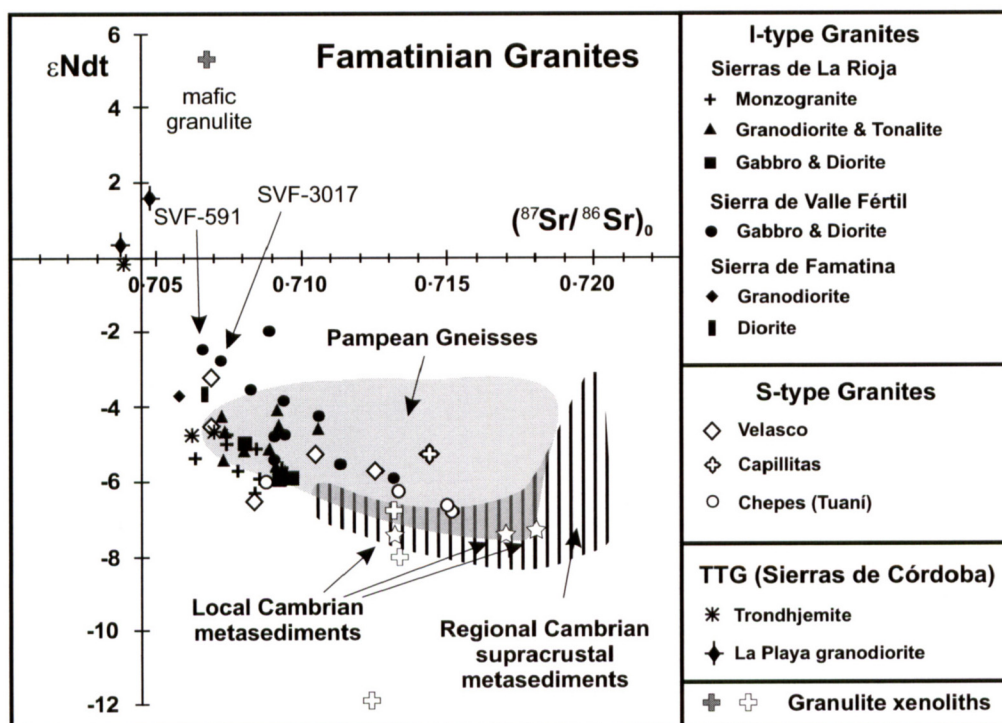 Famatinian Granites
εNdt
6
4
2
0
-2
-4
-6
-8
-10
-12
mafic
granulite
SVF-591
SVF-3017
(⁸⁷Sr/ ⁸⁶Sr)₀
0·705
0·710
0·715
0·720
Pampean Gneisses
Local Cambrian
metasediments
Regional Cambrian
supracrustal
metasediments
I-type Granites
Sierras de La Rioja
Monzogranite
Granodiorite & Tonalite
Gabbro & Diorite
Sierra de Valle Fértil
Gabbro & Diorite
Sierra de Famatina
Granodiorite
Diorite
S-type Granites
Velasco
Capillitas
Chepes (Tuaní)
TTG (Sierras de Córdoba)
Trondhjemite
La Playa granodiorite
Granulite xenoliths